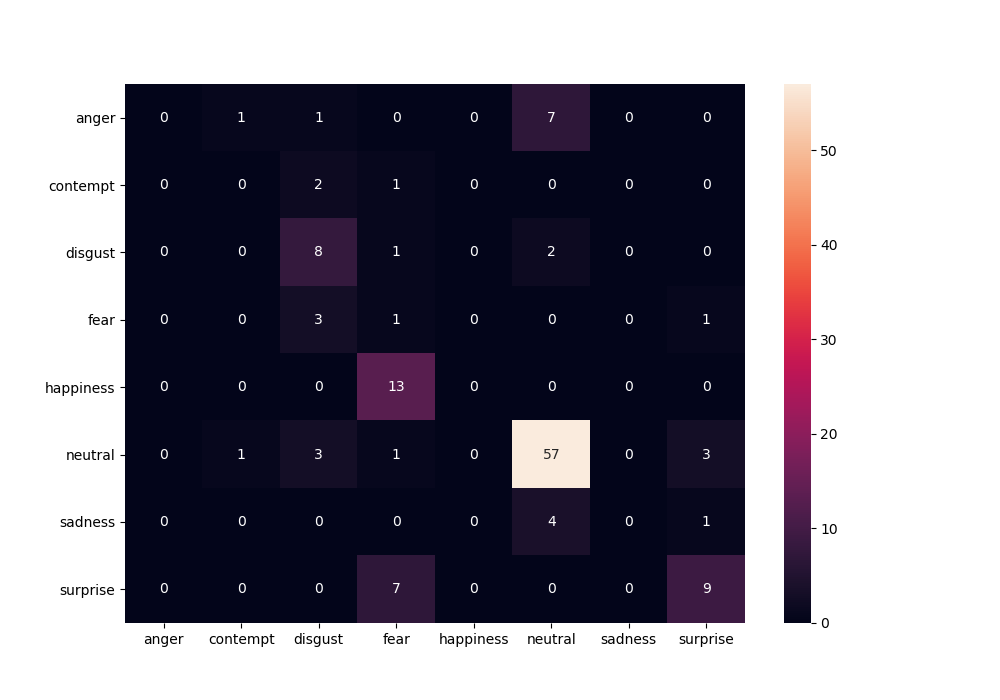 anger 0 1 1 0 0 7 0 0
contempt 0 0 2 1 0 0 0 0
disgust 0 0 8 1 0 2 0 0
fear 0 0 3 1 0 0 0 1
happiness 0 0 0 13 0 0 0 0
neutral 0 1 3 1 0 57 0 3
sadness 0 0 0 0 0 4 0 1
surprise 0 0 0 7 0 0 0 9
anger contempt disgust fear happiness neutral sadness surprise
50
40
30
20
10
0